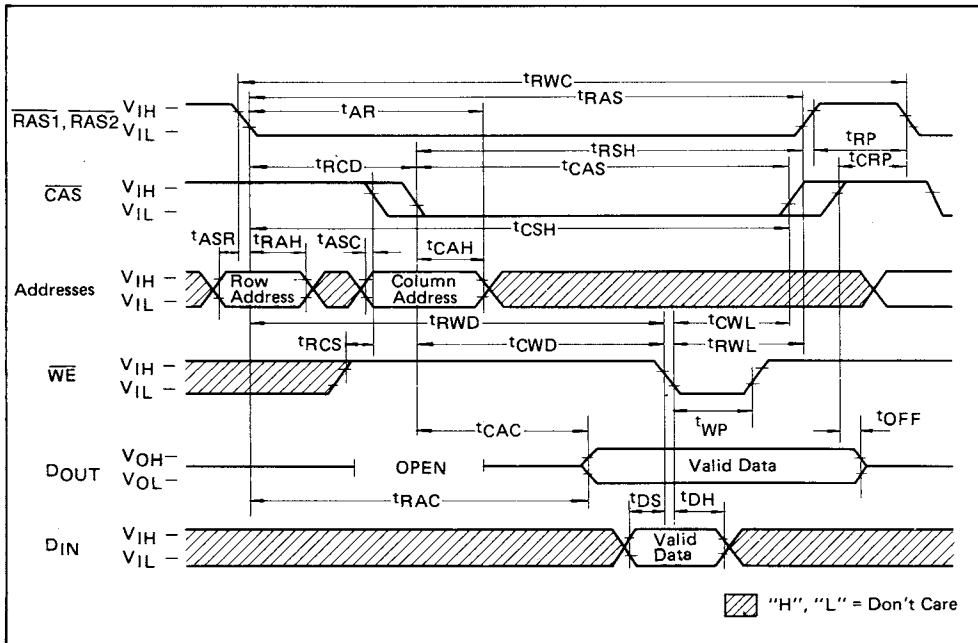 tRWC
tRAS
tAR
RAS1, RAS2
VIH
VIL
tRP
tRSH
tCRP
tRCD
tCAS
CAS
VIH
VIL
tCSH
tASR
tRAH
tASC
tCAH
Addresses
VIH
VIL
Row
Address
Column
Address
tRWD
tCWL
tRCS
tCWD
tRWL
WE
VIH
VIL
tCAC
tWP
tOFF
DOUT
VOH
VOL
OPEN
Valid Data
tRAC
tDS
tDH
DIN
VIH
VIL
Valid
Data
"H", "L" = Don't Care